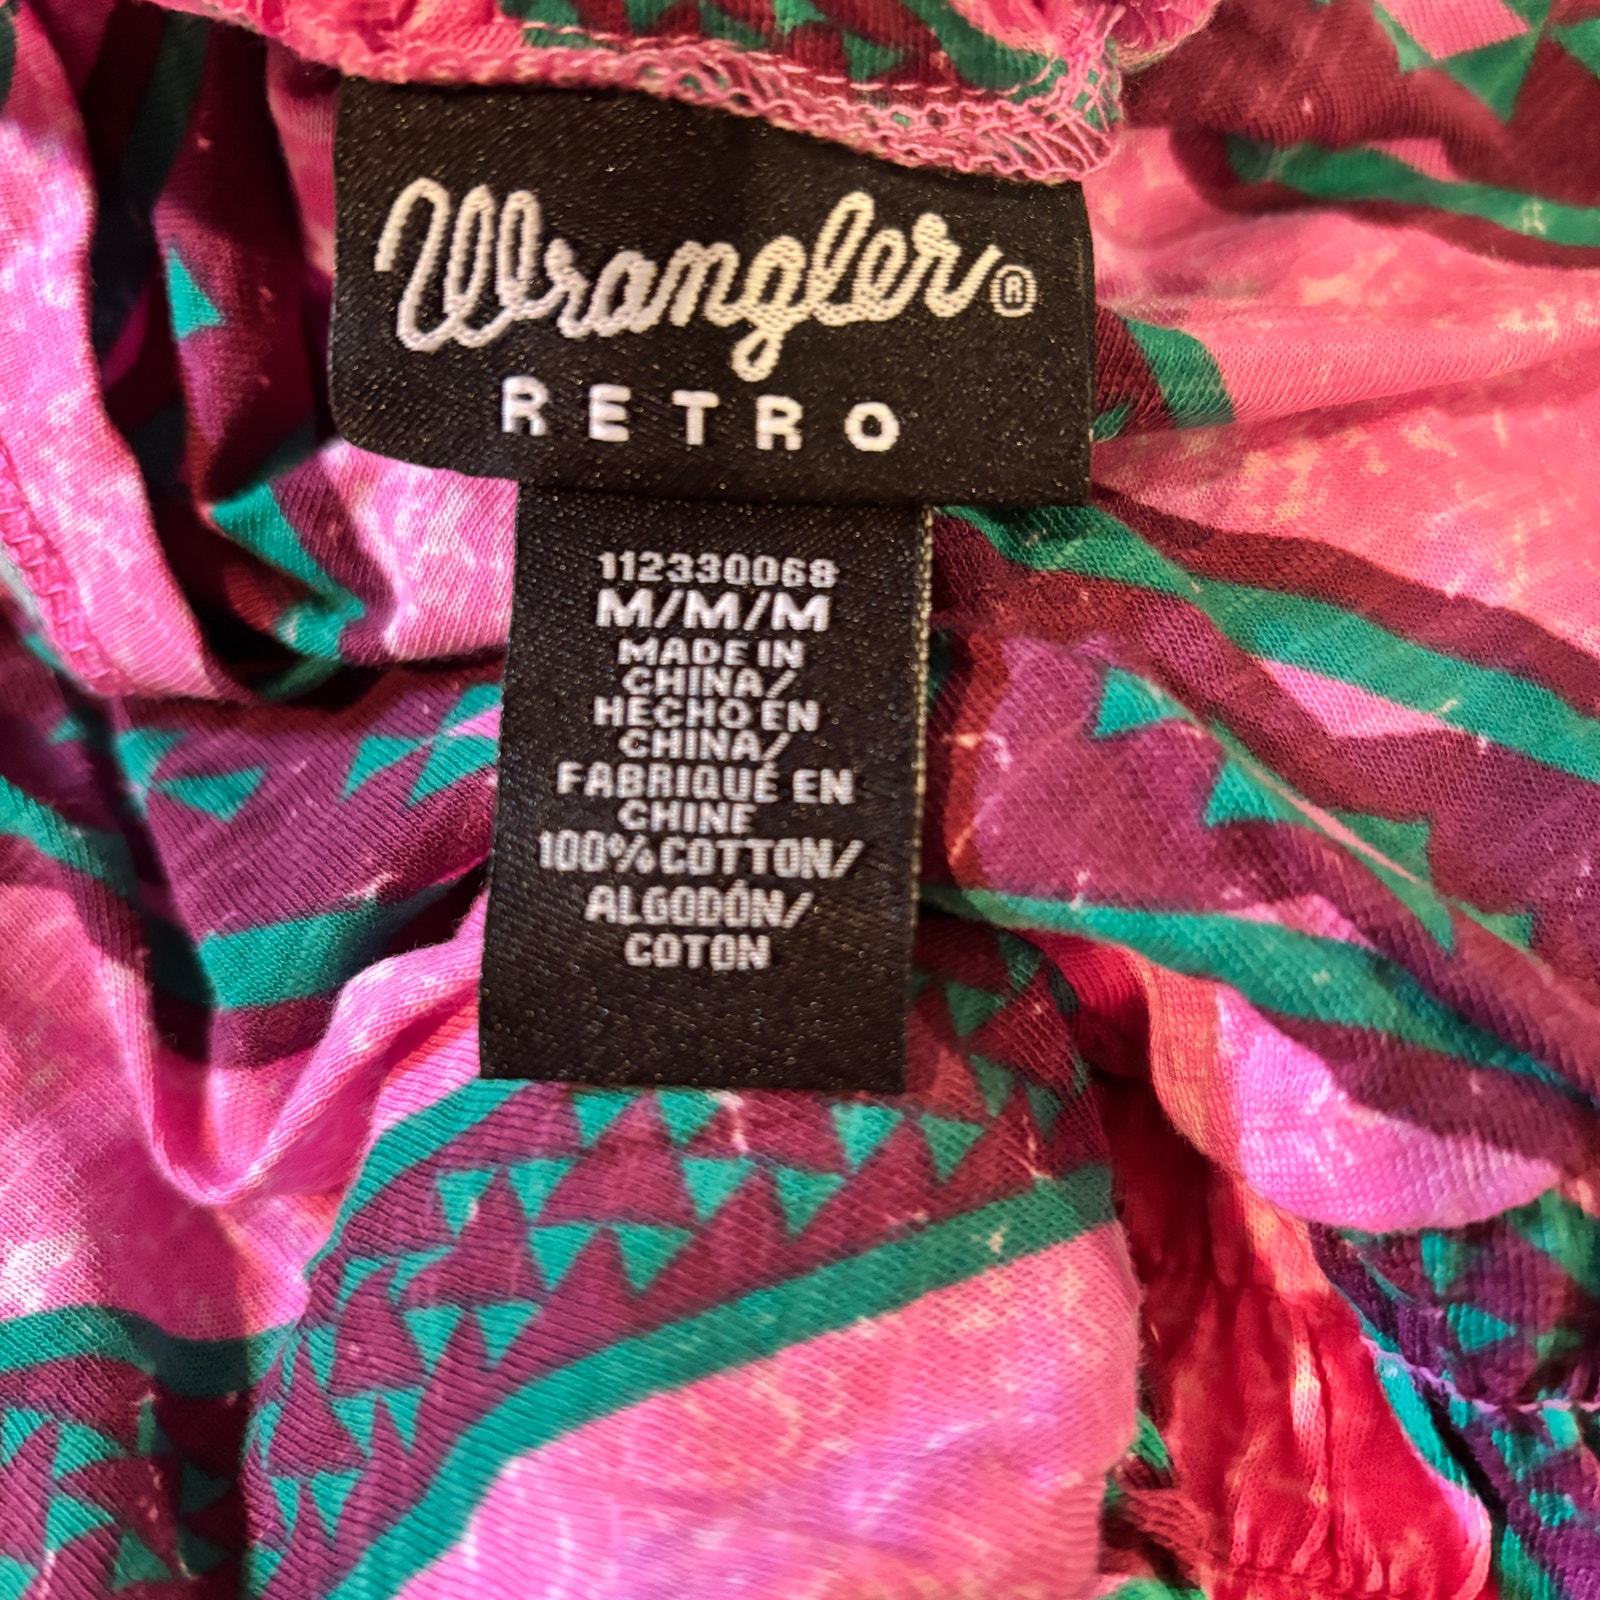 Wrangler®
RETRO
112330068
M/M/M
MADE IN
CHINA/
HECHO EN
CHINA/
FABRIQUÉ EN
CHINE
100% COTTON/
ALGODÓN/
COTON